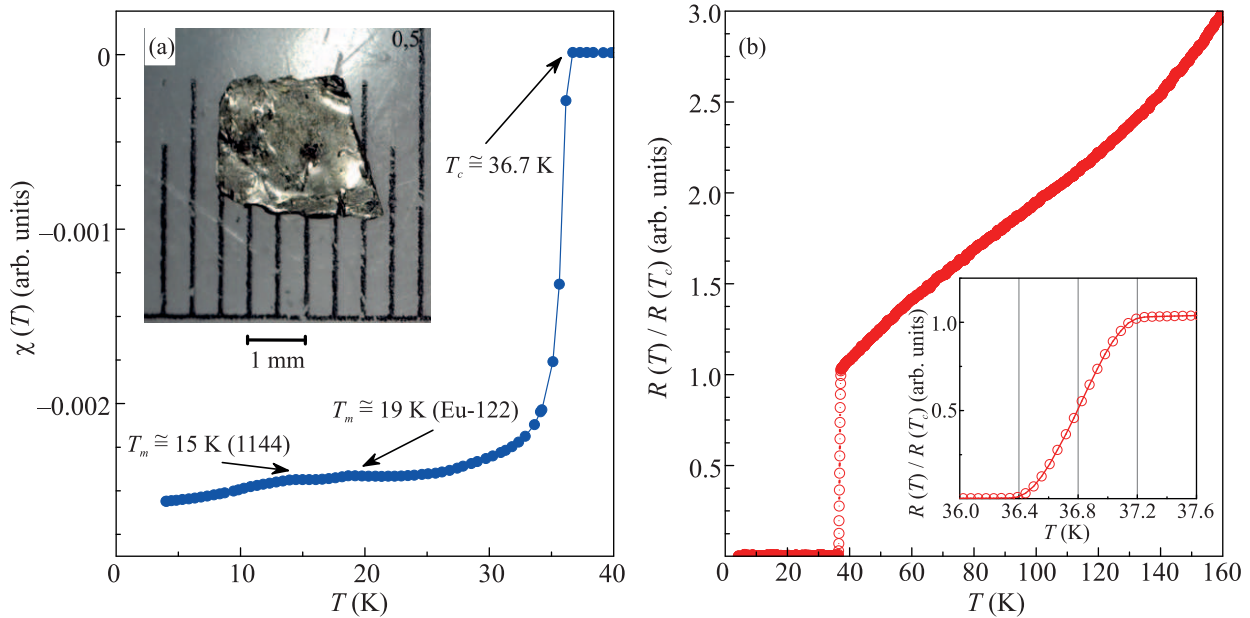 (a)
0,5
0
–0.001
–0.002
χ (T) (arb. units)
T_c ≅ 36.7 K
1 mm
T_m ≅ 19 K (Eu-122)
T_m ≅ 15 K (1144)
0 10 20 30 40
T (K)
(b)
3.0
2.5
2.0
1.5
1.0
0.5
R (T) / R (T_c) (arb. units)
0 20 40 60 80 100 120 140 160
T (K)
1.0
0.5
0
R (T) / R (T_c) (arb. units)
36.0 36.4 36.8 37.2 37.6
T (K)